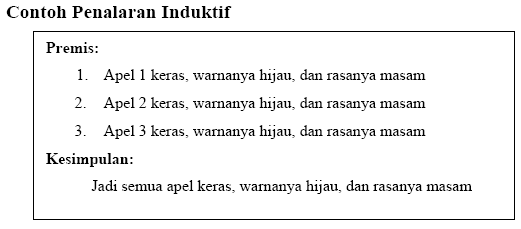 Contoh Penalaran Induktif
Premis:
1. Apel 1 keras, warnanya hijau, dan rasanya masam
2. Apel 2 keras, warnanya hijau, dan rasanya masam
3. Apel 3 keras, warnanya hijau, dan rasanya masam
Kesimpulan:
Jadi semua apel keras, warnanya hijau, dan rasanya masam